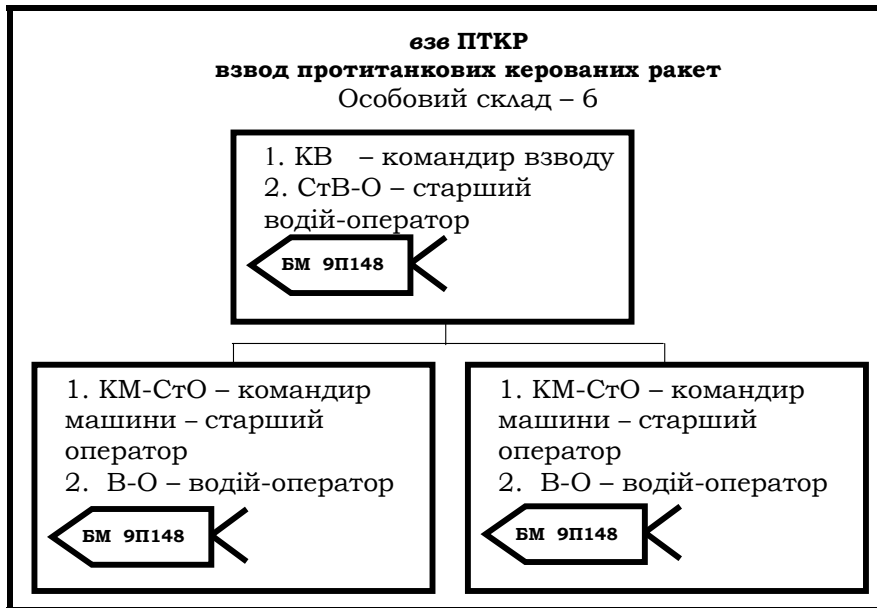 взв ПТКР
взвод протитанкових керованих ракет
Особовий склад – 6
1. КВ – командир взводу
2. СтВ-О – старший
водій-оператор
БМ 9П148
1. КМ-СтО – командир
машини – старший
оператор
2. В-О – водій-оператор
БМ 9П148
1. КМ-СтО – командир
машини – старший
оператор
2. В-О – водій-оператор
БМ 9П148